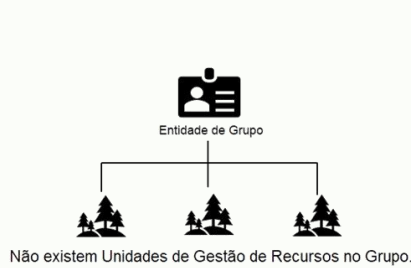 Entidade de Grupo
Não existem Unidades de Gestão de Recursos no Grupo.